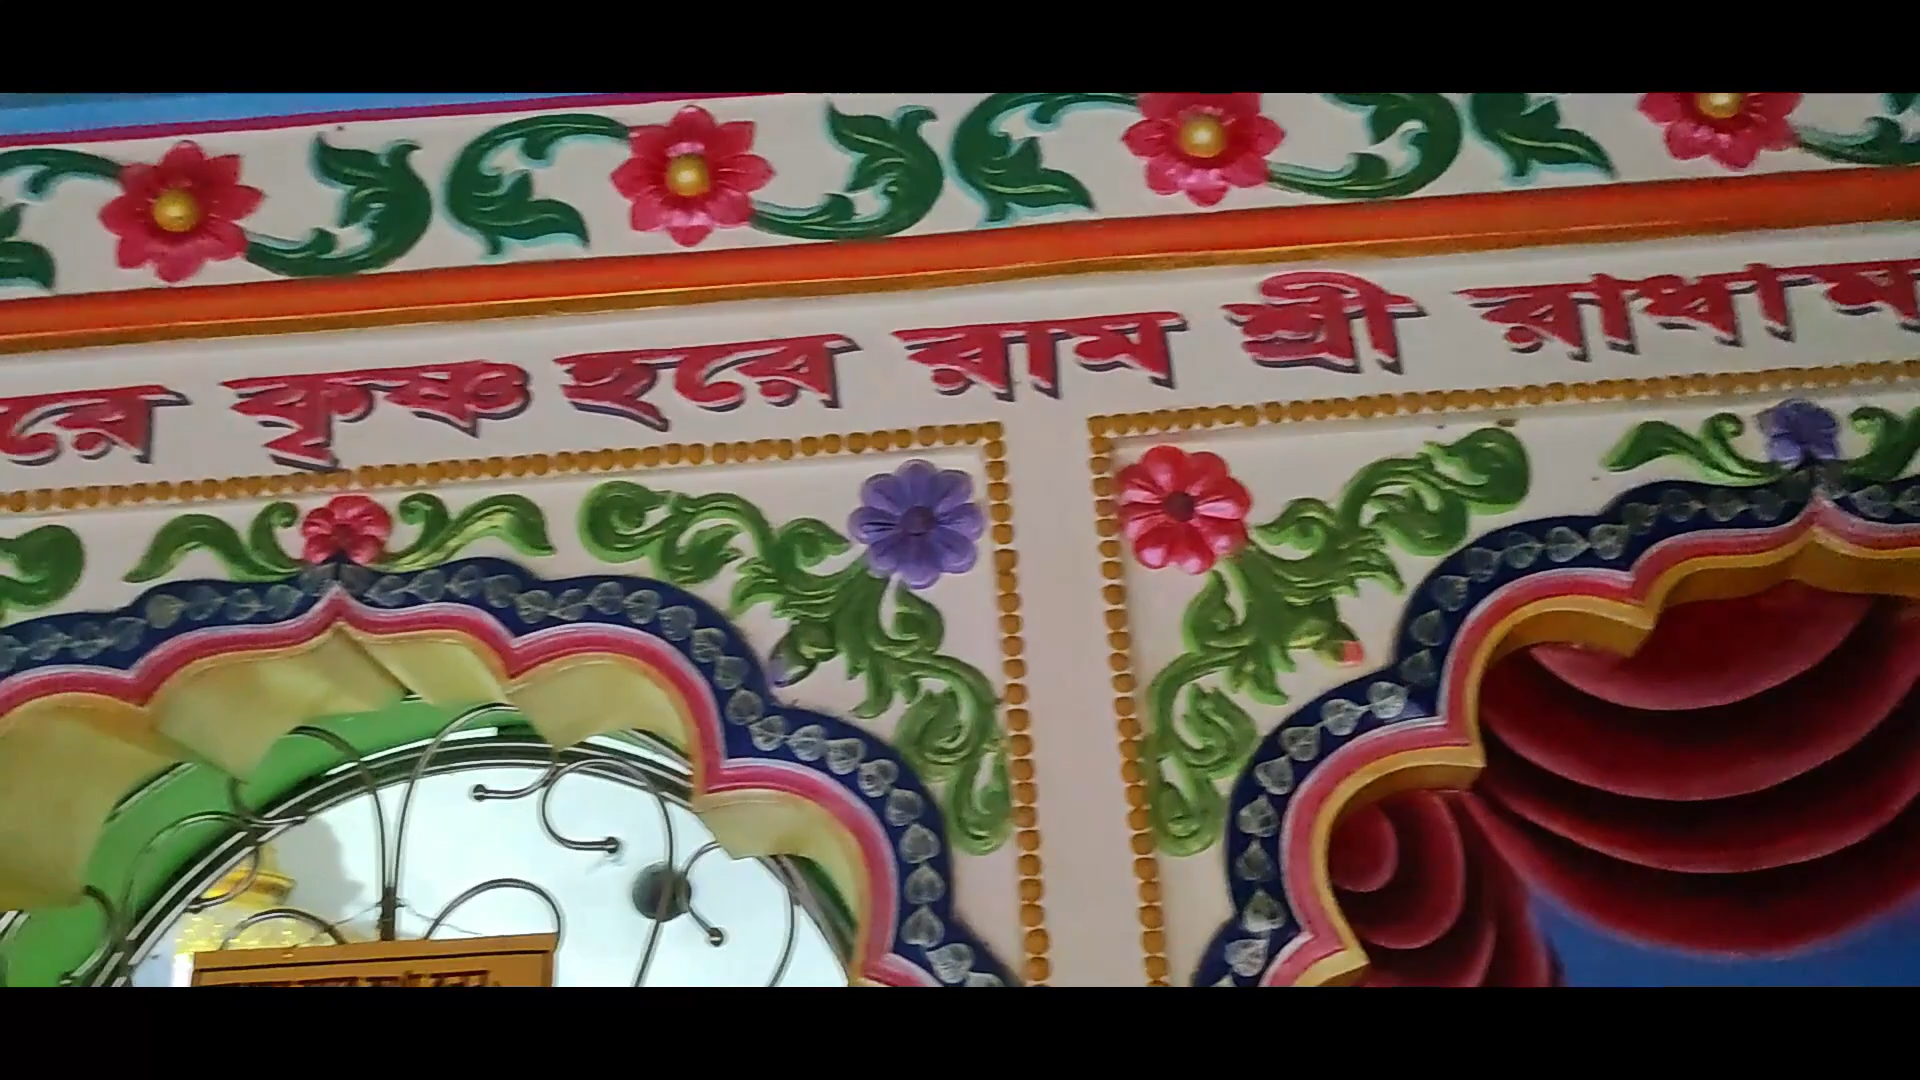 রে কৃষ্ণ হরে রাম শ্রী রাধাম